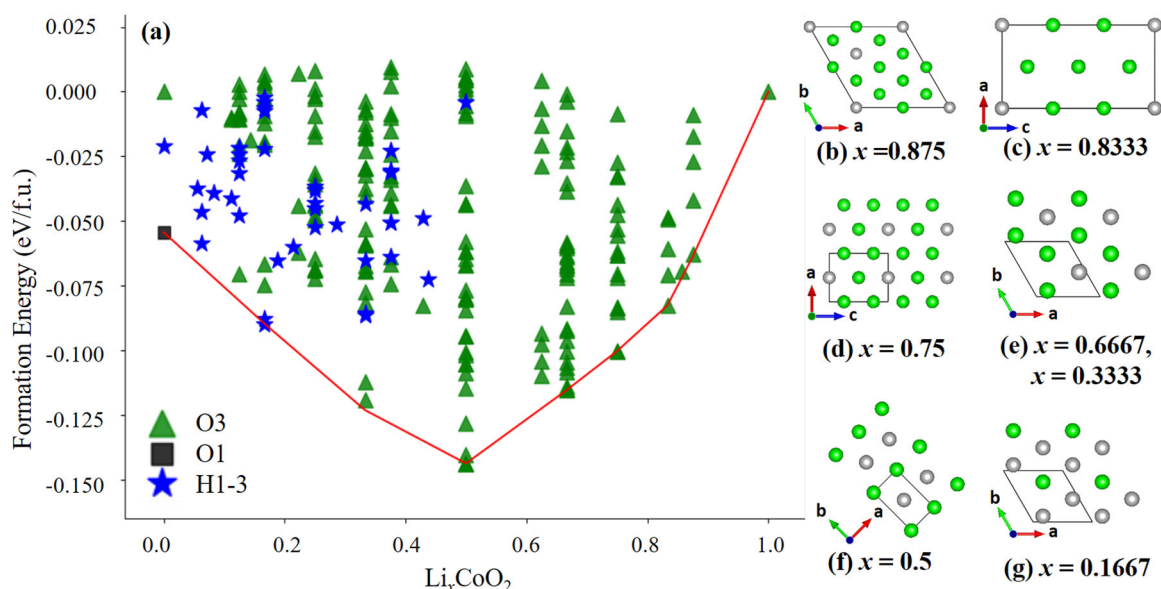 (a)
Formation Energy (eV/f.u.)
0.025
0.000
-0.025
-0.050
-0.075
-0.100
-0.125
-0.150
O3
O1
H1-3
0.0
0.2
0.4
0.6
0.8
1.0
LiₓCoO₂
b
a
(b) x =0.875
a
c
(c) x = 0.8333
a
c
(d) x = 0.75
b
a
(e) x = 0.6667,
x = 0.3333
b
a
(f) x = 0.5
b
a
(g) x = 0.1667